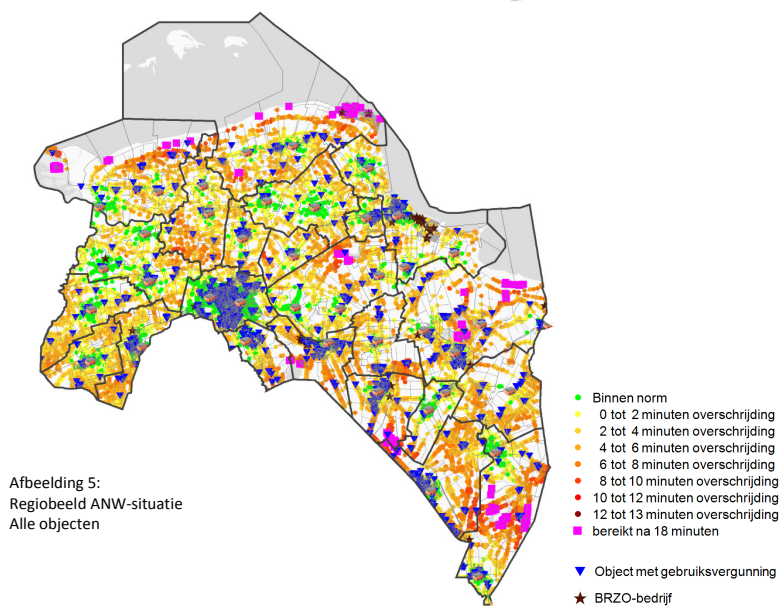 Afbeelding 5:
Regiobeeld ANW-situatie
Alle objecten
Binnen norm
0 tot 2 minuten overschrijding
2 tot 4 minuten overschrijding
4 tot 6 minuten overschrijding
6 tot 8 minuten overschrijding
8 tot 10 minuten overschrijding
10 tot 12 minuten overschrijding
12 tot 13 minuten overschrijding
bereikt na 18 minuten
Object met gebruiksvergunning
BRZO-bedrijf